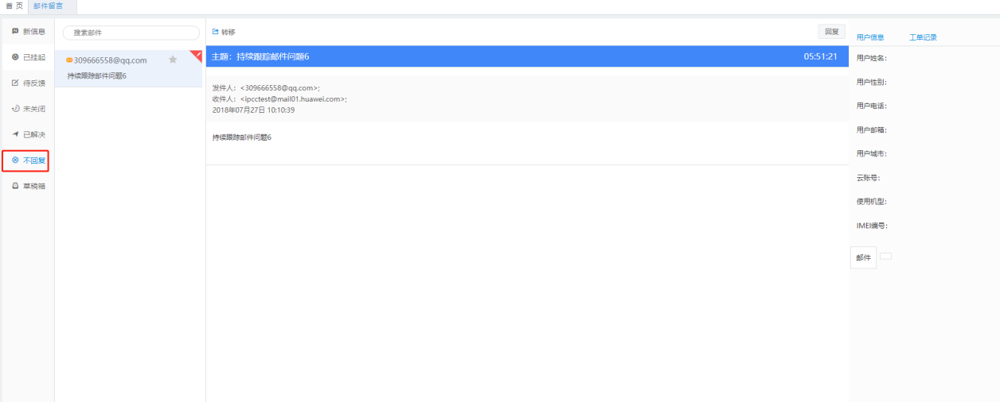 首 页
邮件留言
新信息
已挂起
待反馈
未关闭
已解决
不回复
草稿箱
搜索邮件
309666558@qq.com
持续跟踪邮件问题6
转移
回复
主题：持续跟踪邮件问题6
05:51:21
发件人：<309666558@qq.com>;
收件人：<ipcctest@mail01.huawei.com>;
2018年07月27日 10:10:39
持续跟踪邮件问题6
用户信息
工单记录
用户姓名：
用户性别：
用户电话：
用户邮箱：
用户城市：
云账号：
使用机型：
IMEI编号：
邮件